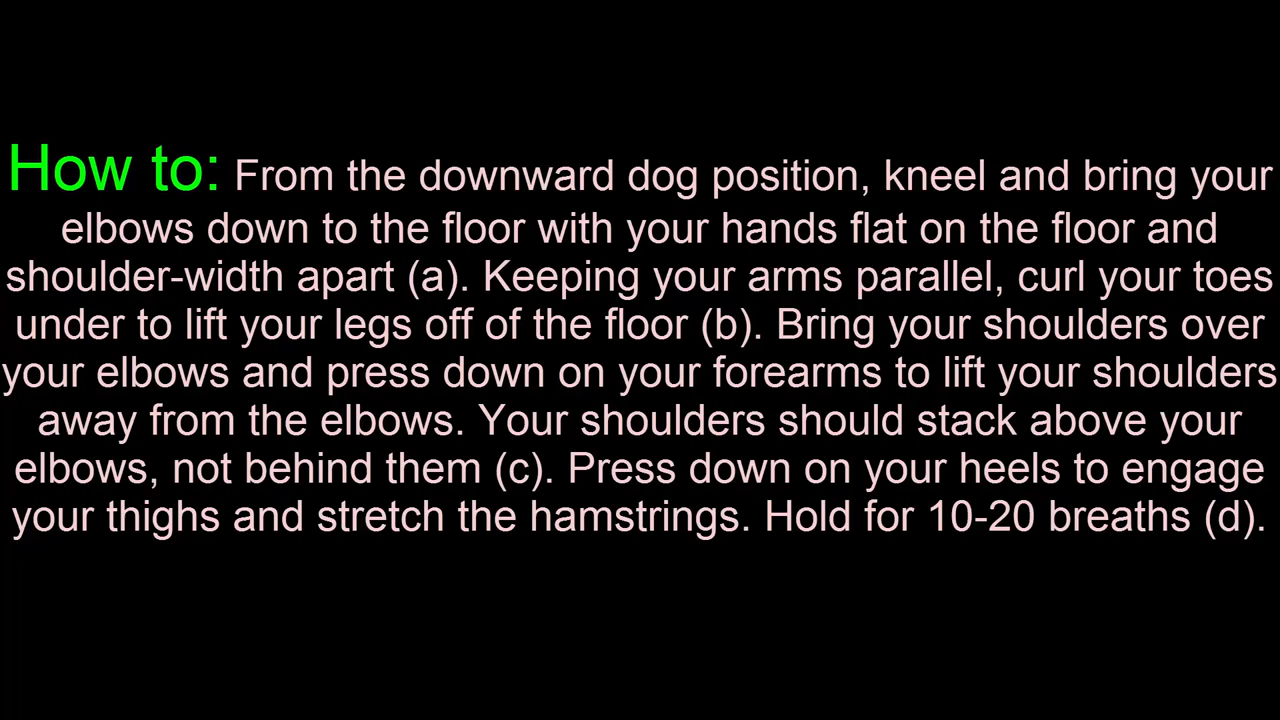 How to: From the downward dog position, kneel and bring your
elbows down to the floor with your hands flat on the floor and
shoulder-width apart (a). Keeping your arms parallel, curl your toes
under to lift your legs off of the floor (b). Bring your shoulders over
your elbows and press down on your forearms to lift your shoulders
away from the elbows. Your shoulders should stack above your
elbows, not behind them (c). Press down on your heels to engage
your thighs and stretch the hamstrings. Hold for 10-20 breaths (d).